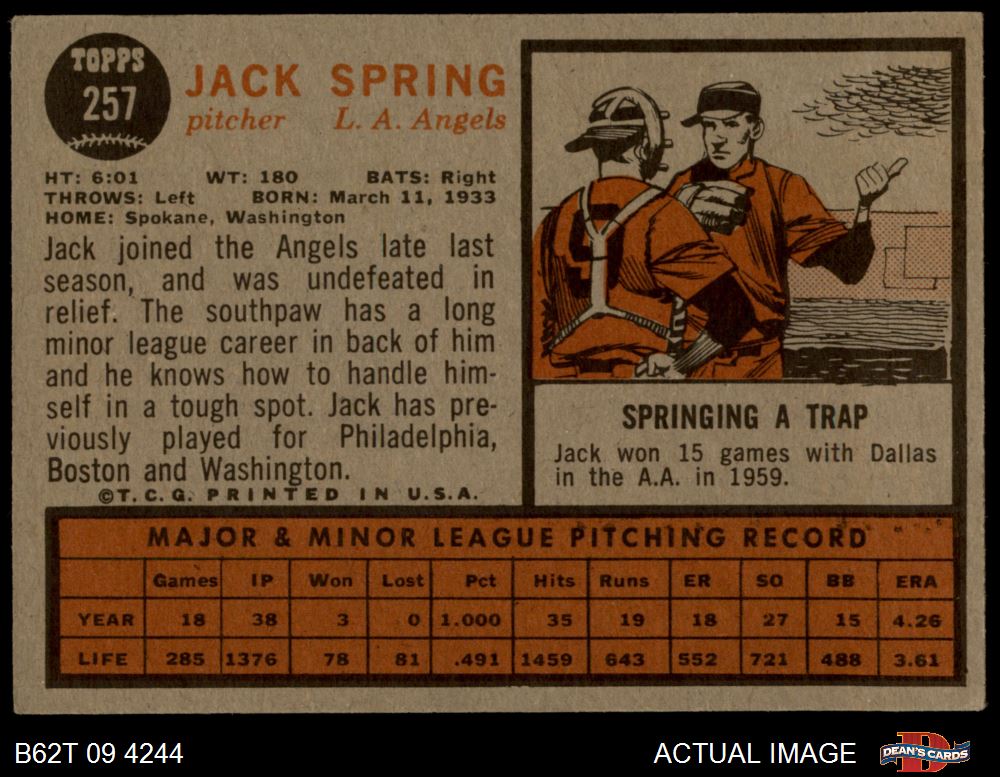 TOPPS
257
JACK SPRING
pitcher L. A. Angels
HT: 6:01 WT: 180 BATS: Right
THROWS: Left BORN: March 11, 1933
HOME: Spokane, Washington
Jack joined the Angels late last
season, and was undefeated in
relief. The southpaw has a long
minor league career in back of him
and he knows how to handle him-
self in a tough spot. Jack has pre-
viously played for Philadelphia,
Boston and Washington.
©T.C.G. PRINTED IN U.S.A.
SPRINGING A TRAP
Jack won 15 games with Dallas
in the A.A. in 1959.
MAJOR & MINOR LEAGUE PITCHING RECORD
Games IP Won Lost Pct Hits Runs ER SO BB ERA
YEAR 18 38 3 0 1.000 35 19 18 27 15 4.26
LIFE 285 1376 78 81 .491 1459 643 552 721 488 3.61
B62T 09 4244 ACTUAL IMAGE DEAN'S CARDS